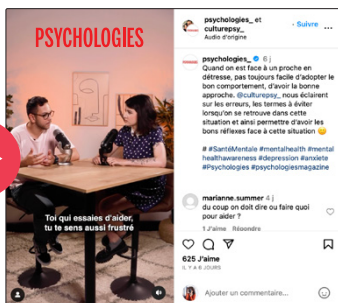 PSYCHOLOGIES
Toi qui essaies d'aider,
tu te sens aussi frustré
psychologies_ et
culturepsy_
Audio d'origine
· Suivre ...
psychologies_ 6 j
Quand on est face à un proche en
détresse, pas toujours facile d'adopter le
bon comportement, d'avoir la bonne
approche. @culturepsy_ nous éclairent
sur les erreurs, les termes à éviter
lorsqu'on se retrouve dans cette
situation et ainsi permettre d'avoir les
bons réflexes face à cette situation
# #SantéMentale #mentalhealth #mental
healthawareness #depression #anxiete
#Psychologies #psychologiesmagazine
marianne.summer 4 j
du coup on doit dire ou faire quoi
pour aider ?
1 J'aime Répondre
625 J'aime
IL Y A 6 JOURS
Ajouter un commentaire...